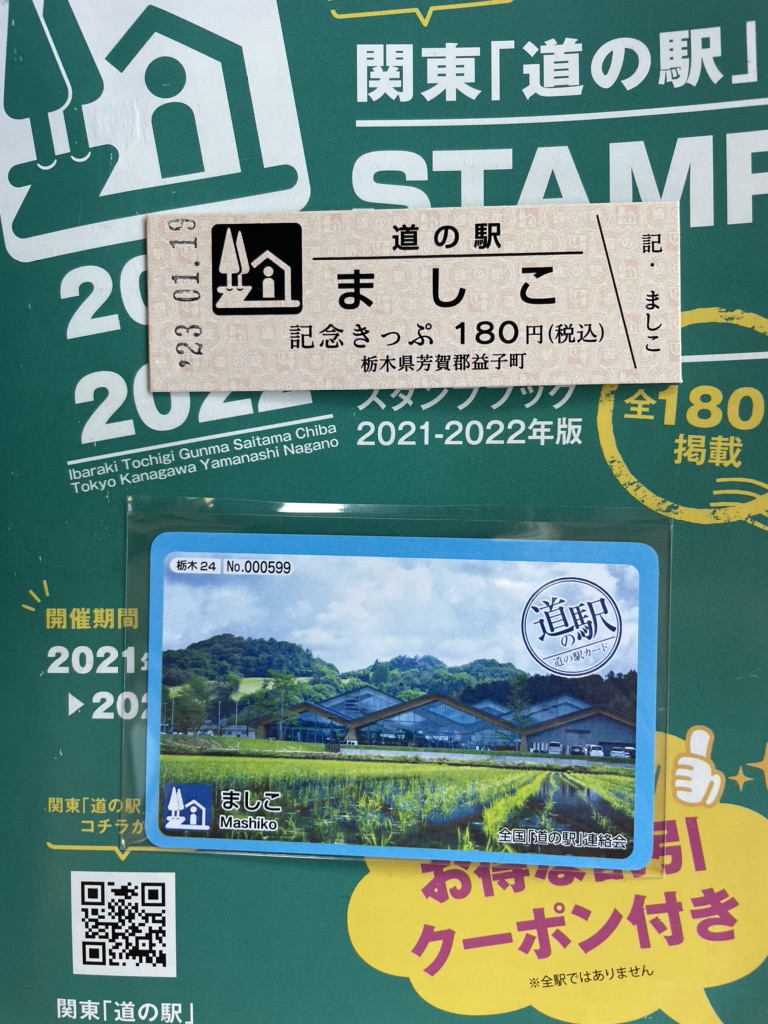 関東「道の駅」
STAMP
'23 01.19
道の駅
ましこ
記念きっぷ 180円(税込)
栃木県芳賀郡益子町
記・ましこ
20
2022
スタンプブック
2021-2022年版
全180
掲載
Ibaraki Tochigi Gunma Saitama Chiba
Tokyo Kanagawa Yamanashi Nagano
栃木 24 No.000599
道の駅
道の駅カード
ましこ
Mashiko
全国「道の駅」連絡会
開催期間
2021
▶202
関東「道の駅」
コチラか
お得な割引
クーポン付き
※全駅ではありません
関東「道の駅」